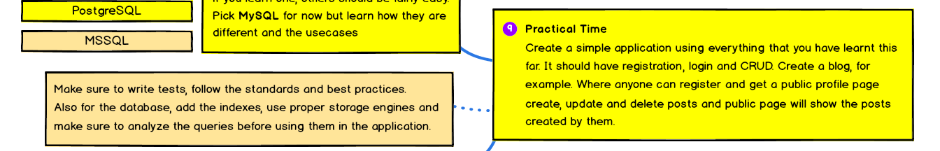 PostgreSQL
MSSQL
If you learn one, others should be fairly easy.
Pick MySQL for now but learn how they are
different and the usecases
9 Practical Time
Create a simple application using everything that you have learnt this
far. It should have registration, login and CRUD. Create a blog, for
example. Where anyone can register and get a public profile page
create, update and delete posts and public page will show the posts
created by them.
Make sure to write tests, follow the standards and best practices.
Also for the database, add the indexes, use proper storage engines and
make sure to analyze the queries before using them in the application.